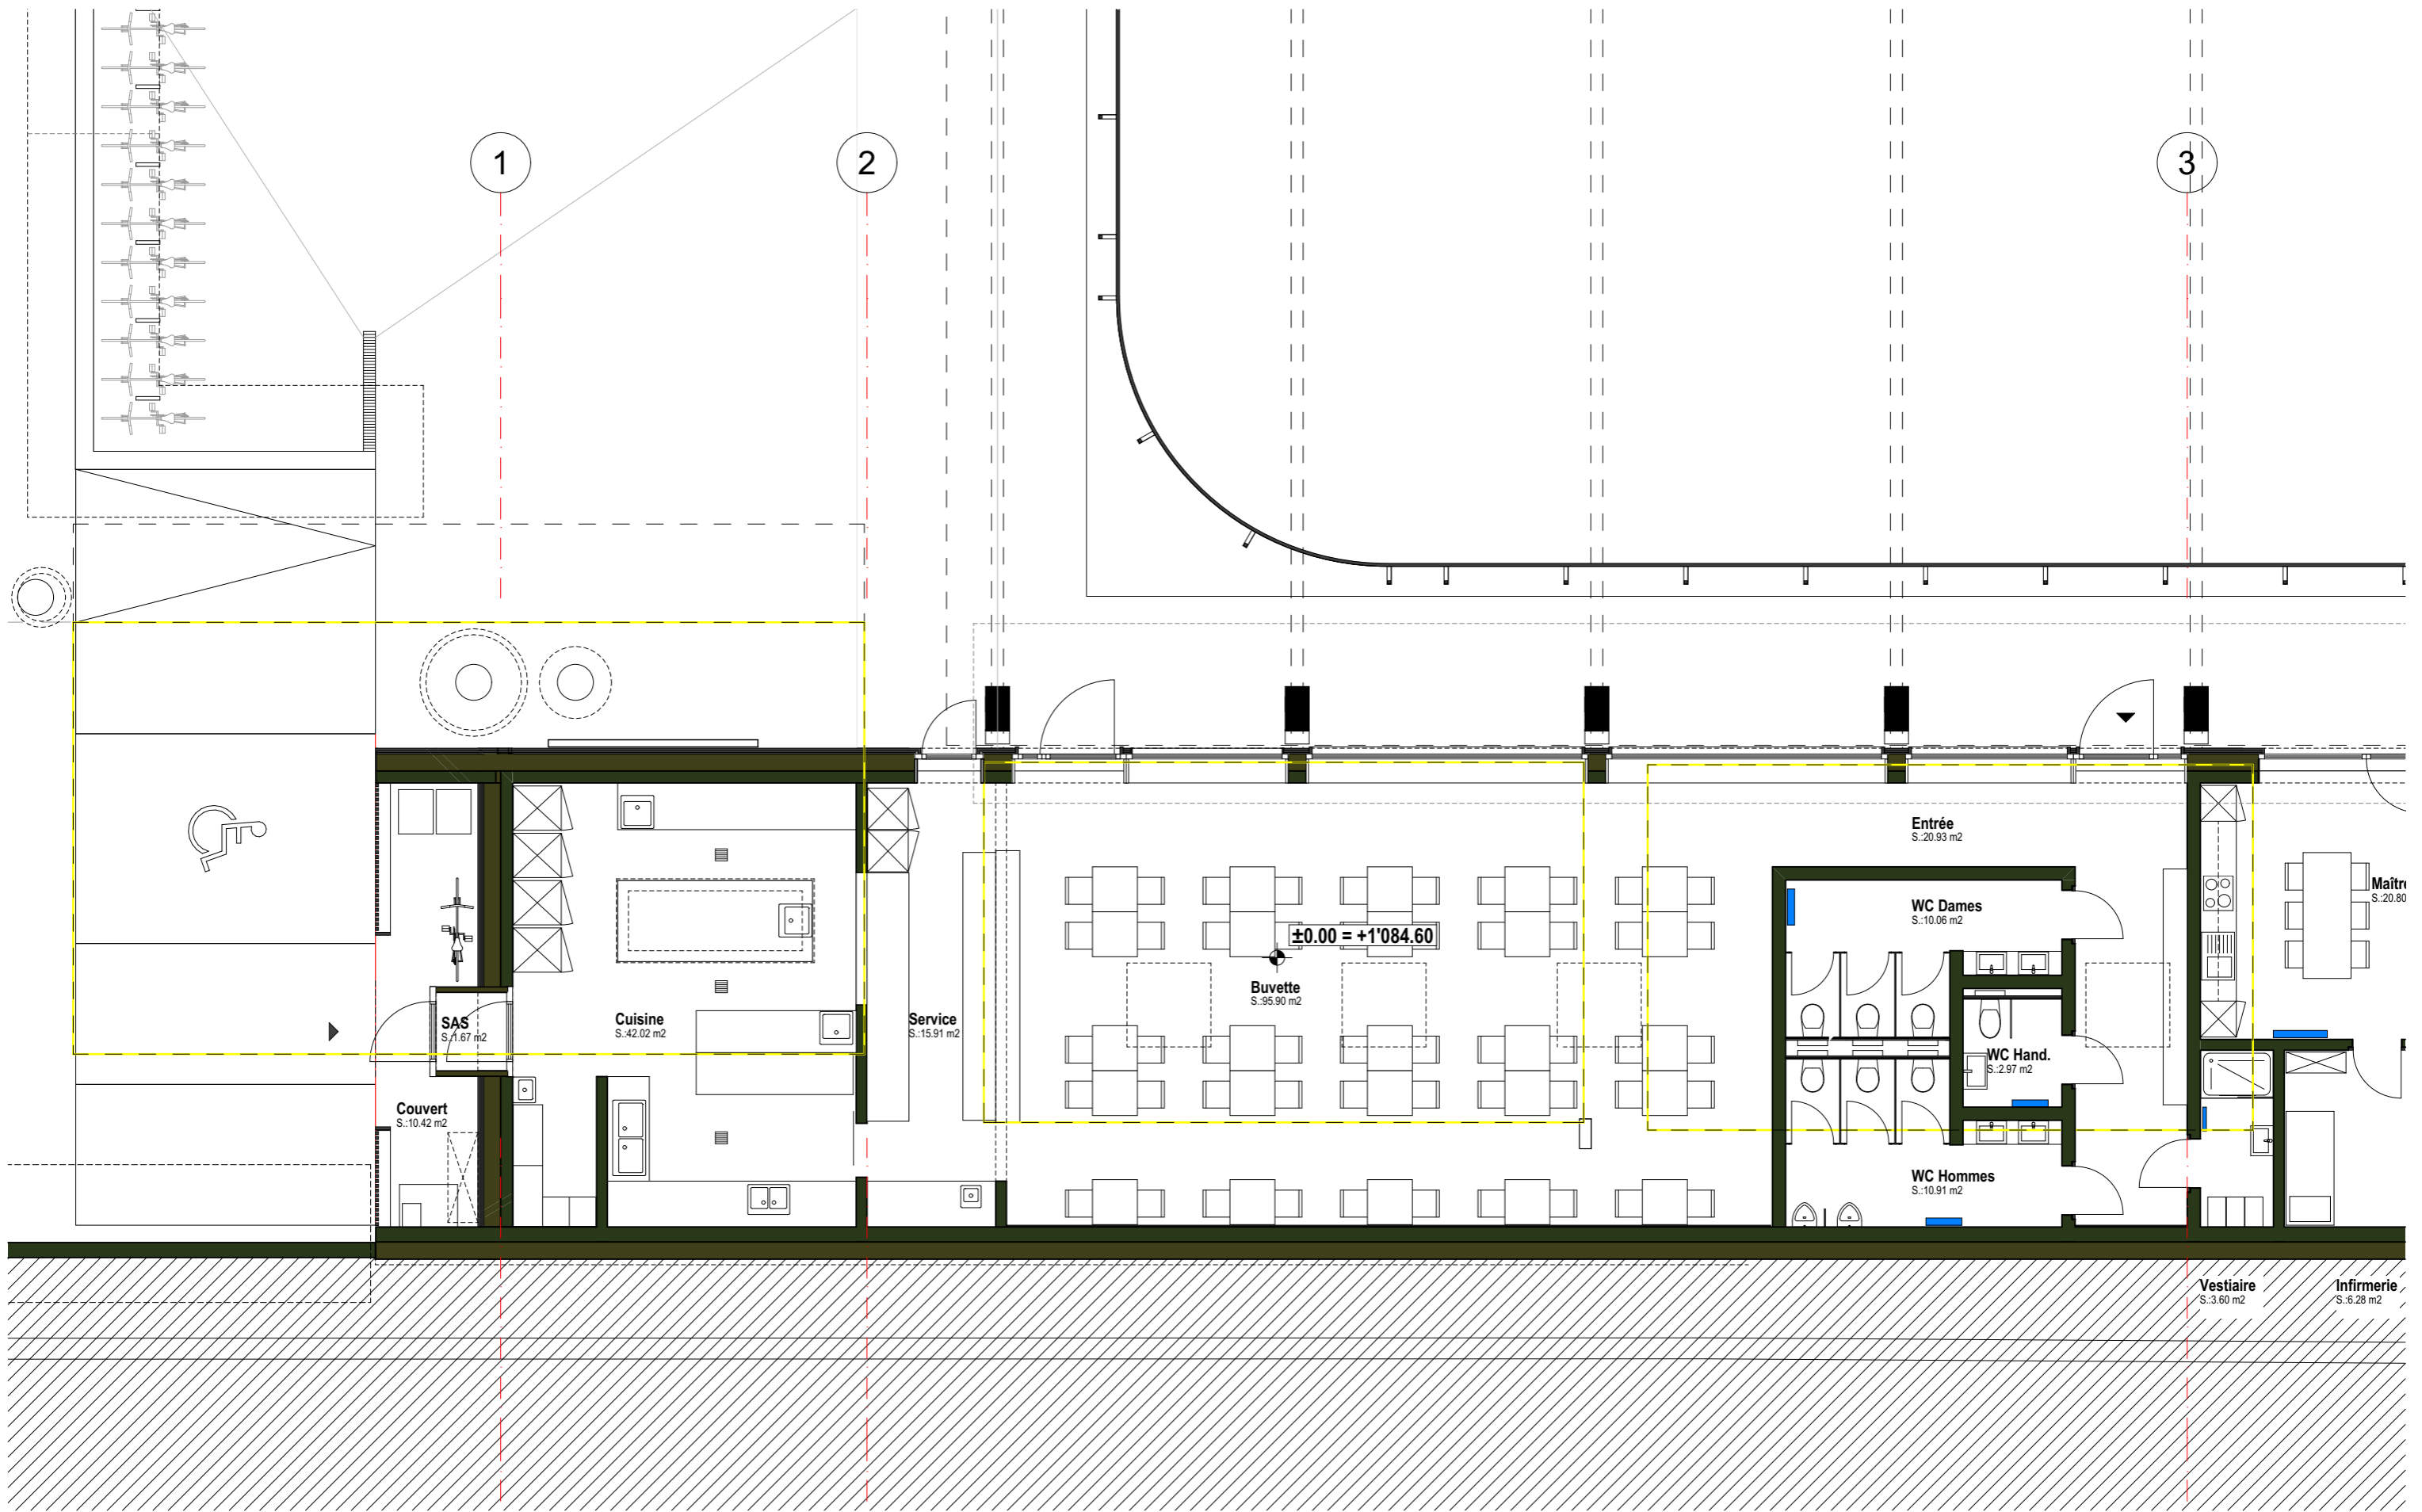 1
2
3
Entrée
S.:20.93 m2
Maîtr
S.:20.80
WC Dames
S.:10.06 m2
±0.00 = +1'084.60
Buvette
S.:95.90 m2
SAS
S.:1.67 m2
Cuisine
S.:42.02 m2
Service
S.:15.91 m2
WC Hand.
S.:2.97 m2
Couvert
S.:10.42 m2
WC Hommes
S.:10.91 m2
Vestiaire
S.:3.60 m2
Infirmerie
S.:6.28 m2